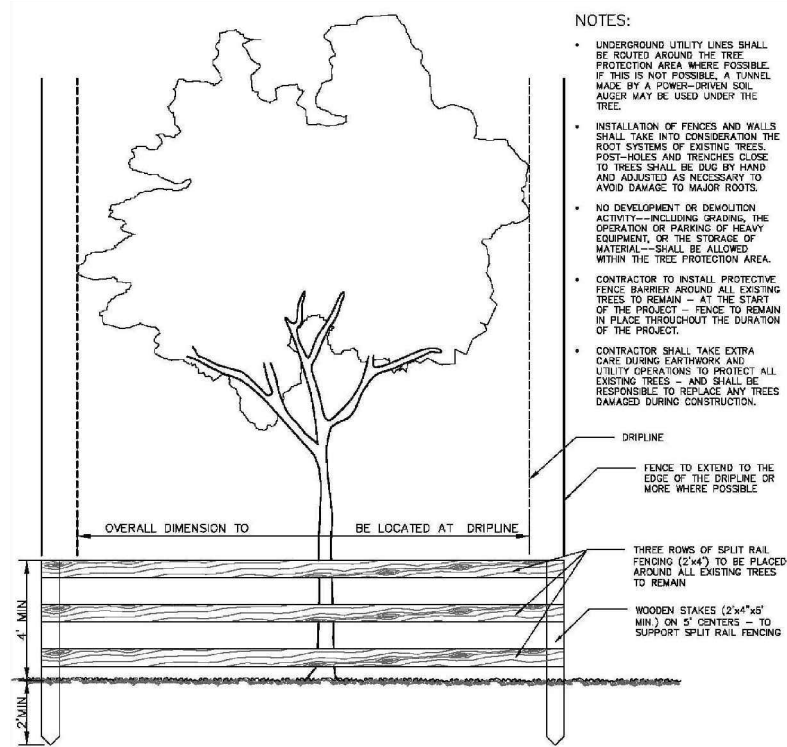 NOTES:
• UNDERGROUND UTILITY LINES SHALL
BE ROUTED AROUND THE TREE
PROTECTION AREA WHERE POSSIBLE.
IF THIS IS NOT POSSIBLE, A TUNNEL
MADE BY A POWER-DRIVEN SOIL
AUGER MAY BE USED UNDER THE
TREE.
• INSTALLATION OF FENCES AND WALLS
SHALL TAKE INTO CONSIDERATION THE
ROOT SYSTEMS OF EXISTING TREES.
POST-HOLES AND TRENCHES CLOSE
TO TREES SHALL BE DUG BY HAND
AND ADJUSTED AS NECESSARY TO
AVOID DAMAGE TO MAJOR ROOTS.
• NO DEVELOPMENT OR DEMOLITION
ACTIVITY--INCLUDING GRADING, THE
OPERATION OR PARKING OF HEAVY
EQUIPMENT, OR THE STORAGE OF
MATERIAL--SHALL BE ALLOWED
WITHIN THE TREE PROTECTION AREA.
• CONTRACTOR TO INSTALL PROTECTIVE
FENCE BARRIER AROUND ALL EXISTING
TREES TO REMAIN - AT THE START
OF THE PROJECT - FENCE TO REMAIN
IN PLACE THROUGHOUT THE DURATION
OF THE PROJECT.
• CONTRACTOR SHALL TAKE EXTRA
CARE DURING EARTHWORK AND
UTILITY OPERATIONS TO PROTECT ALL
EXISTING TREES - AND SHALL BE
RESPONSIBLE TO REPLACE ANY TREES
DAMAGED DURING CONSTRUCTION.
DRIPLINE
FENCE TO EXTEND TO THE
EDGE OF THE DRIPLINE OR
MORE WHERE POSSIBLE
OVERALL DIMENSION TO BE LOCATED AT DRIPLINE
THREE ROWS OF SPLIT RAIL
FENCING (2'x4") TO BE PLACED
AROUND ALL EXISTING TREES
TO REMAIN
WOODEN STAKES (2'x4"x5'
MIN.) ON 5' CENTERS - TO
SUPPORT SPLIT RAIL FENCING
4' MIN
2'MIN